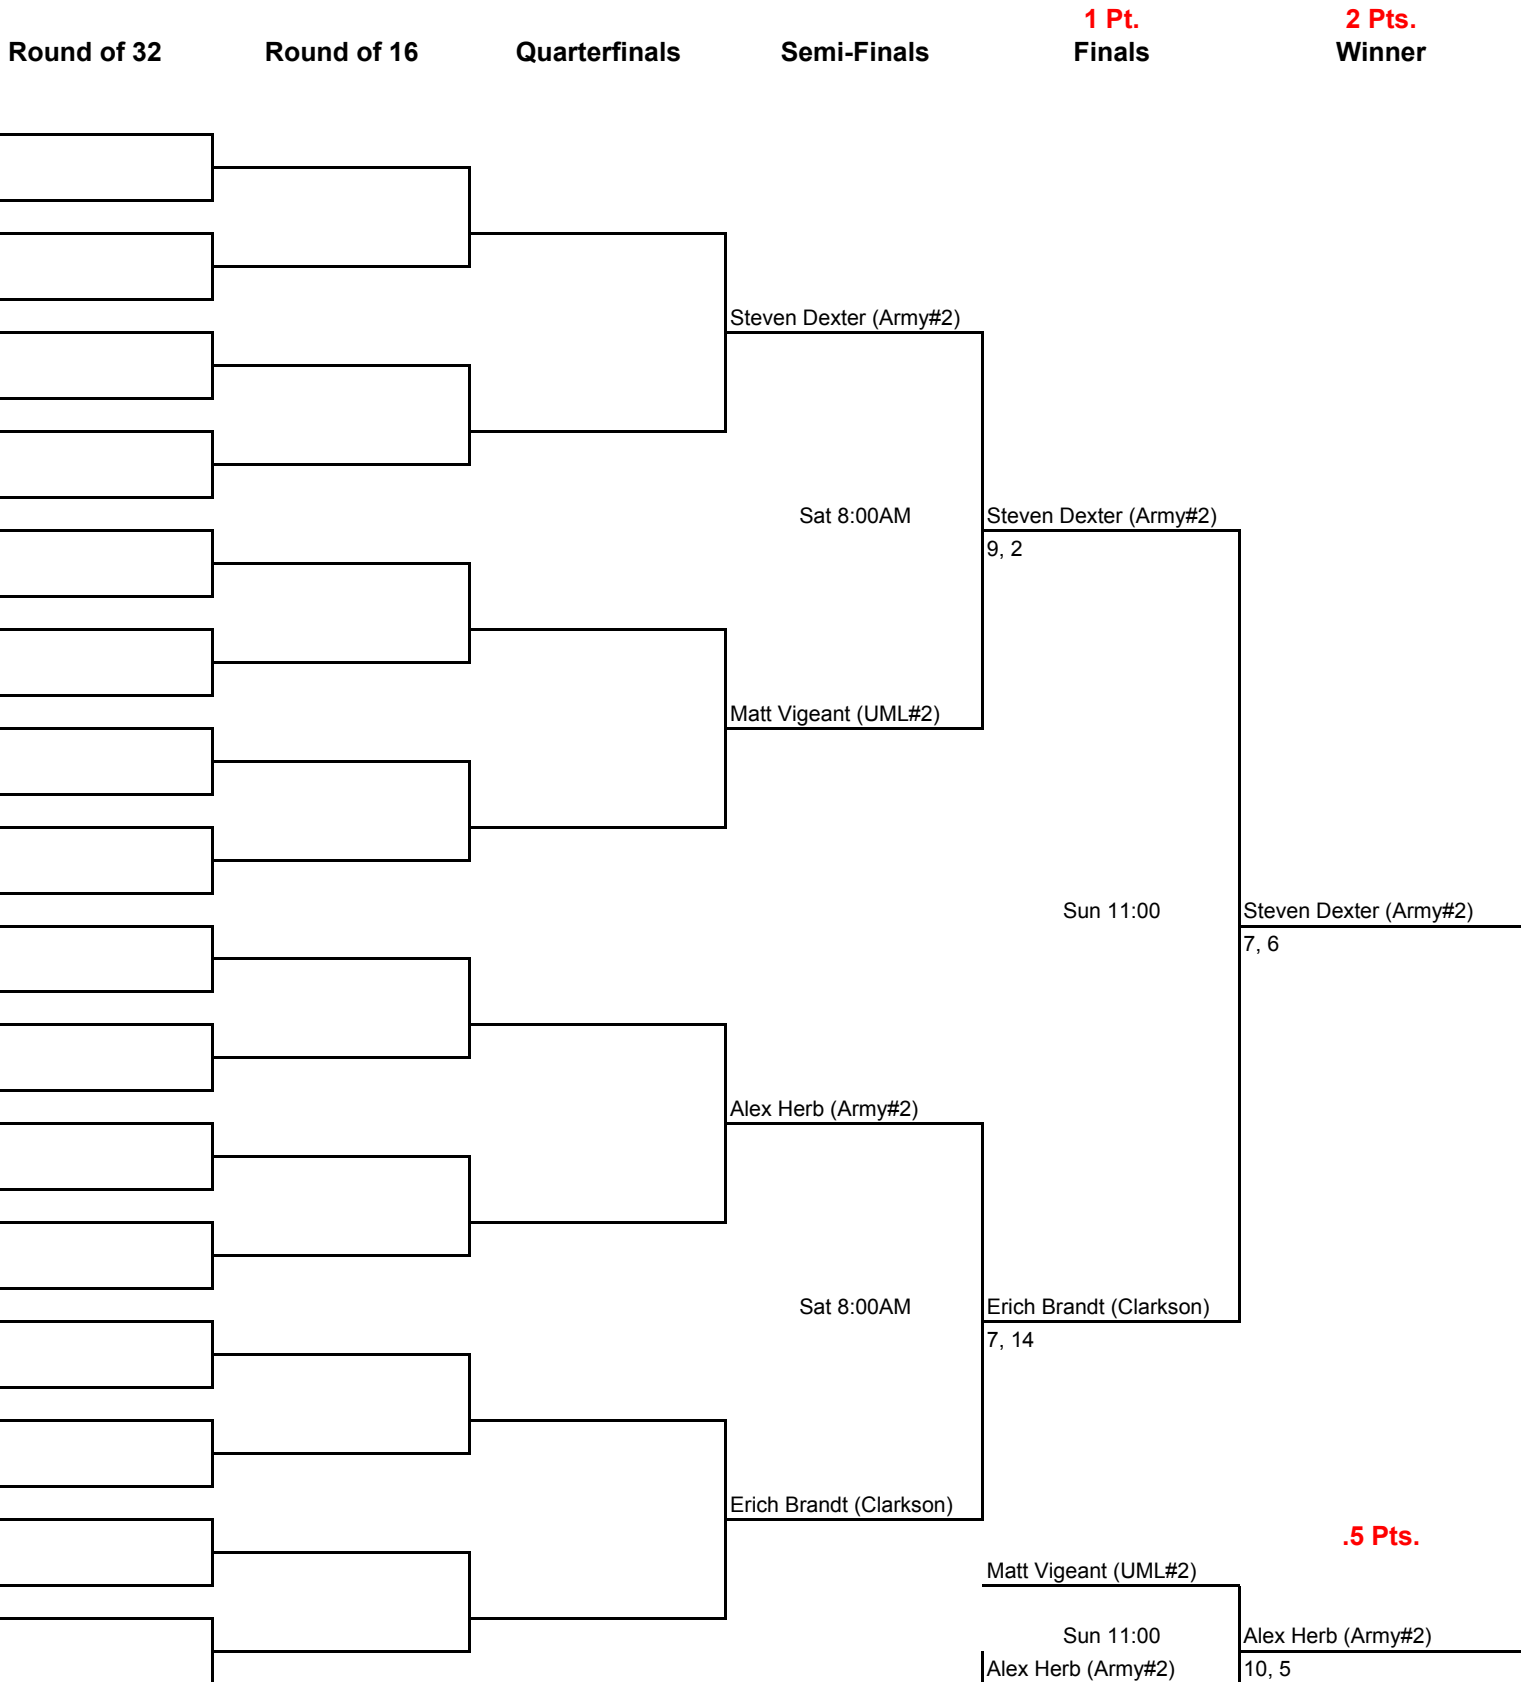 1 Pt. 2 Pts.
Round of 32 Round of 16 Quarterfinals Semi-Finals Finals Winner
Steven Dexter (Army#2)
Sat 8:00AM Steven Dexter (Army#2)
9, 2
Matt Vigeant (UML#2)
Sun 11:00 Steven Dexter (Army#2)
7, 6
Alex Herb (Army#2)
Sat 8:00AM Erich Brandt (Clarkson)
7, 14
Erich Brandt (Clarkson)
.5 Pts.
Matt Vigeant (UML#2)
Sun 11:00 Alex Herb (Army#2)
Alex Herb (Army#2) 10, 5